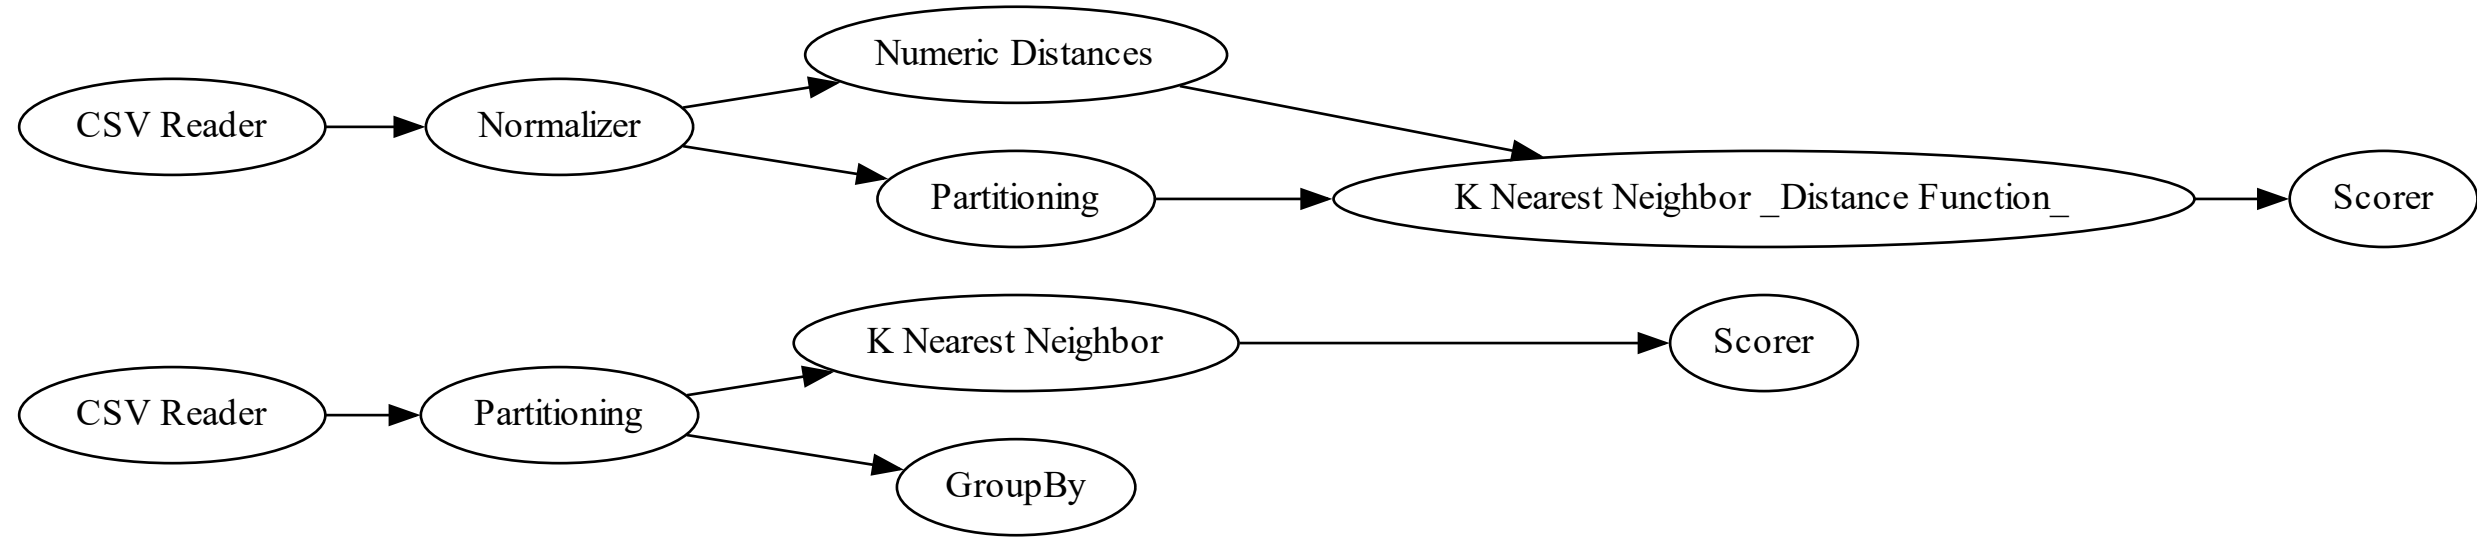 Numeric Distances
CSV Reader
Normalizer
Partitioning
K Nearest Neighbor _Distance Function_
Scorer
K Nearest Neighbor
Scorer
CSV Reader
Partitioning
GroupBy